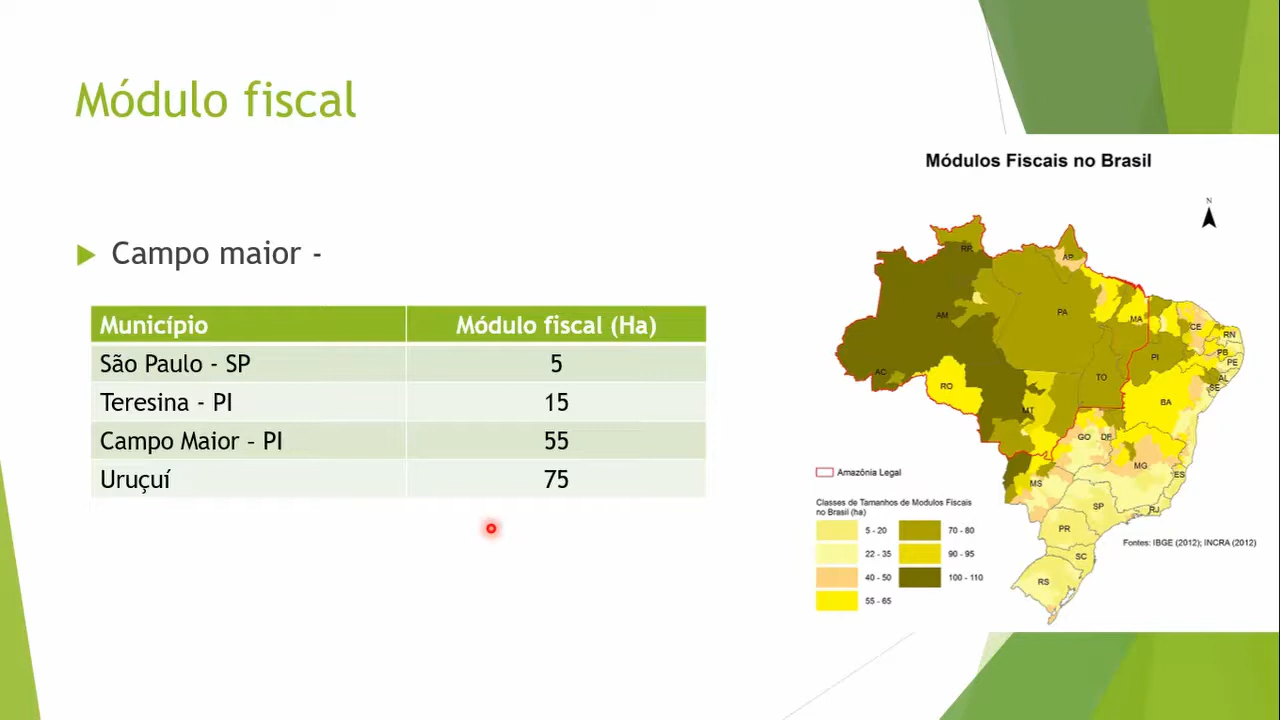 Módulo fiscal
Campo maior -
Município Módulo fiscal (Ha)
São Paulo - SP 5
Teresina - PI 15
Campo Maior – PI 55
Uruçuí 75
Módulos Fiscais no Brasil
N
RR
AP
AM
PA
MA
CE
RN
PB
PE
PI
AL
SE
AC
RO
TO
MT
BA
GO
DF
MG
ES
MS
SP
RJ
PR
SC
RS
Amazônia Legal
Classes de Tamanhos de Modulos Fiscais
no Brasil (ha)
5 - 20 70 - 80
22 - 35 90 - 95
40 - 50 100 - 110
55 - 65
Fontes: IBGE (2012); INCRA (2012)